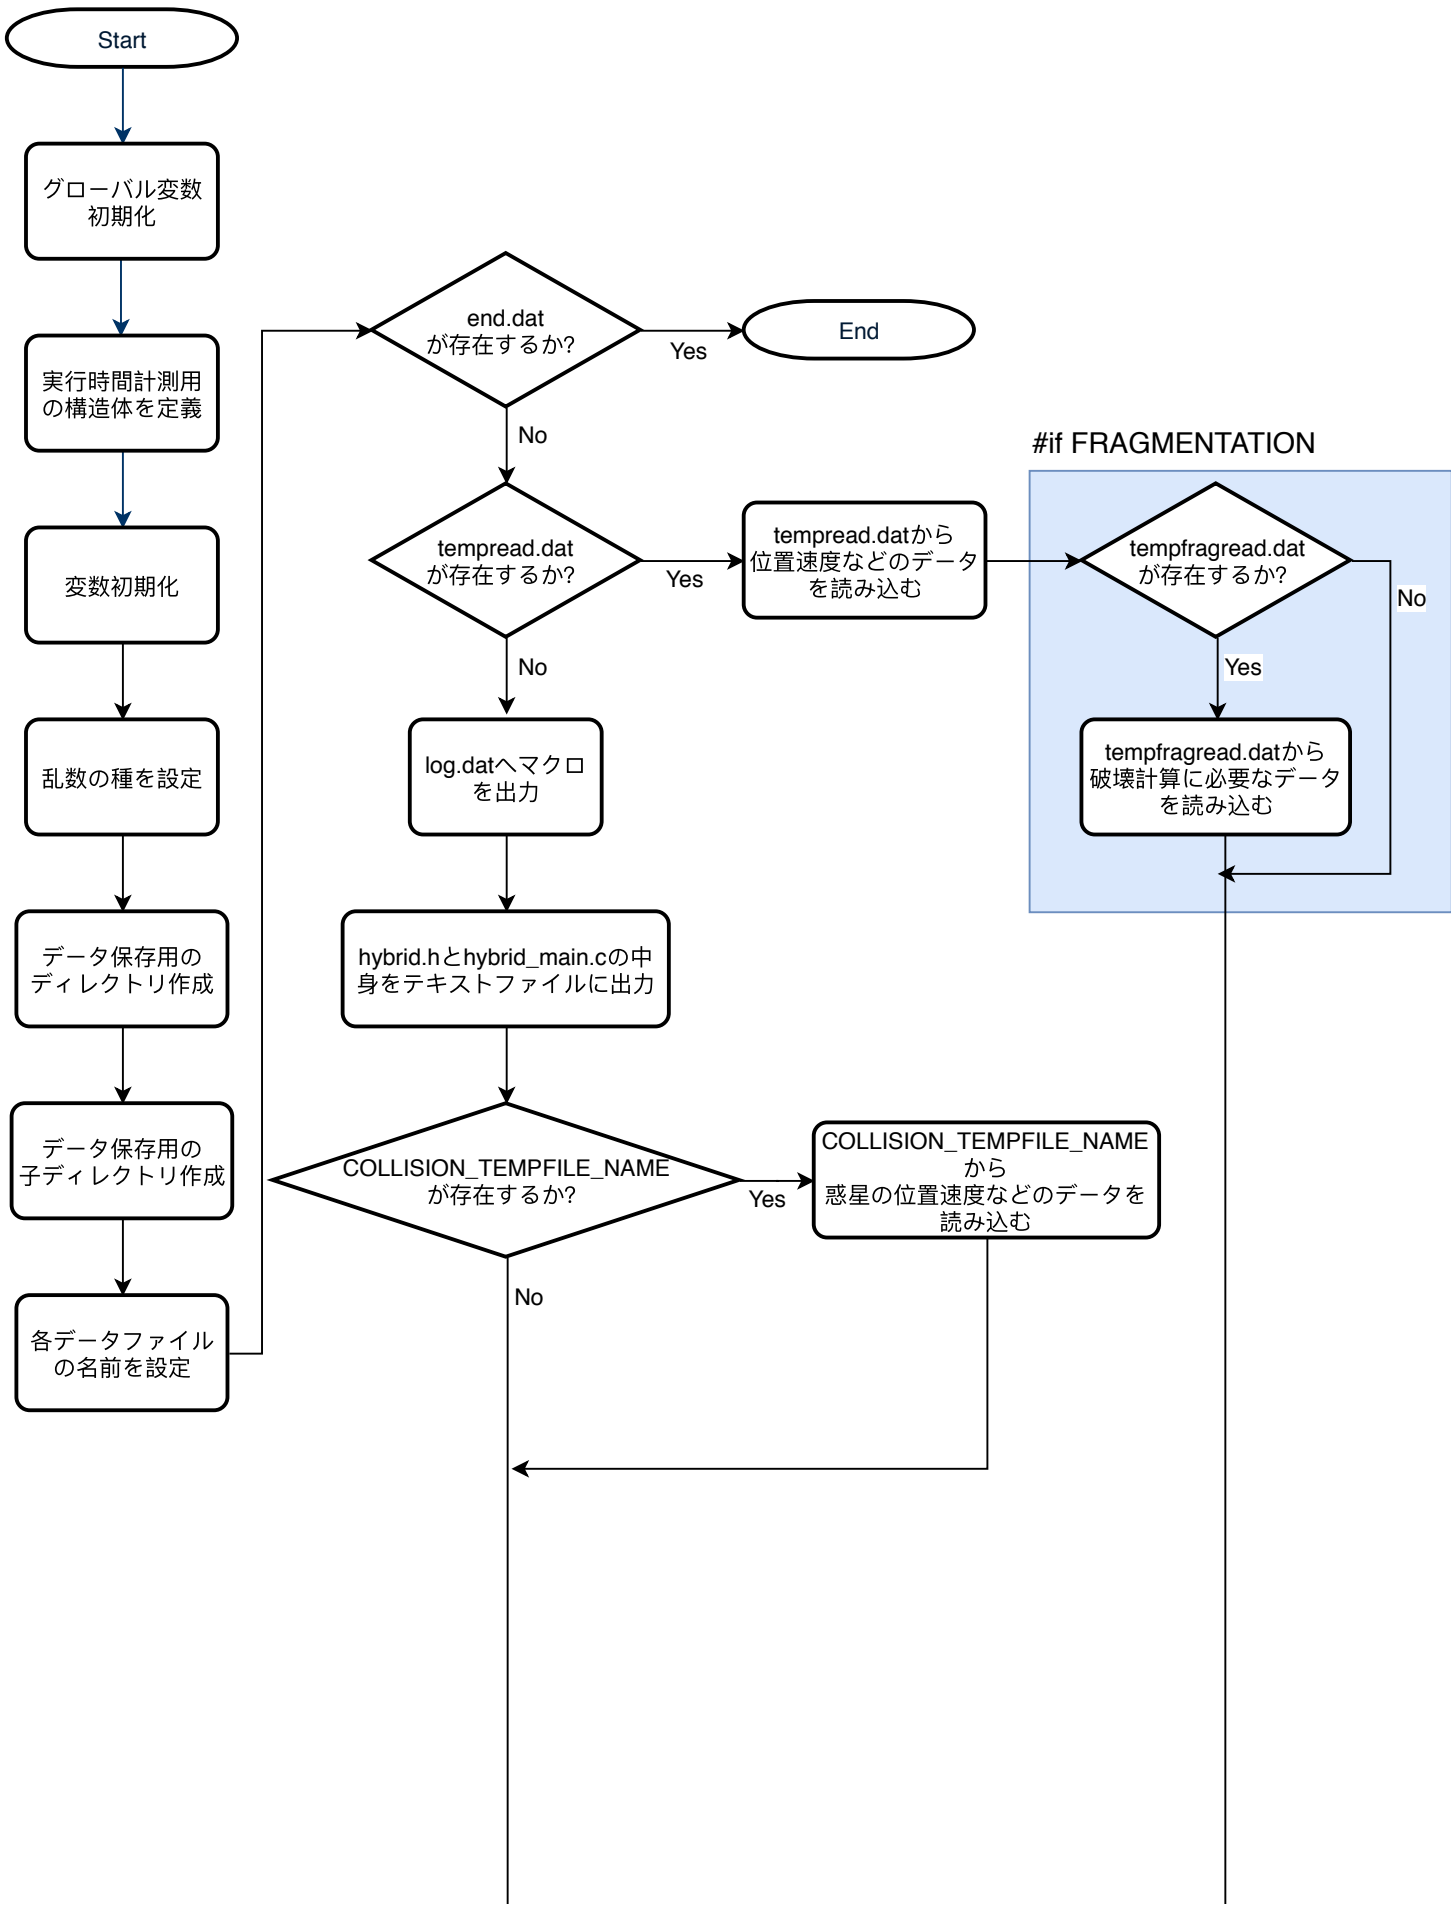 Start
グローバル変数
初期化
実行時間計測用
の構造体を定義
変数初期化
乱数の種を設定
データ保存用の
ディレクトリ作成
データ保存用の
子ディレクトリ作成
各データファイル
の名前を設定
end.dat
が存在するか?
Yes
End
No
tempread.dat
が存在するか?
Yes
tempread.datから
位置速度などのデータ
を読み込む
#if FRAGMENTATION
tempfragread.dat
が存在するか?
No
Yes
tempfragread.datから
破壊計算に必要なデータ
を読み込む
No
log.datへマクロ
を出力
hybrid.hとhybrid_main.cの中
身をテキストファイルに出力
COLLISION_TEMPFILE_NAME
が存在するか?
Yes
COLLISION_TEMPFILE_NAME
から
惑星の位置速度などのデータを
読み込む
No